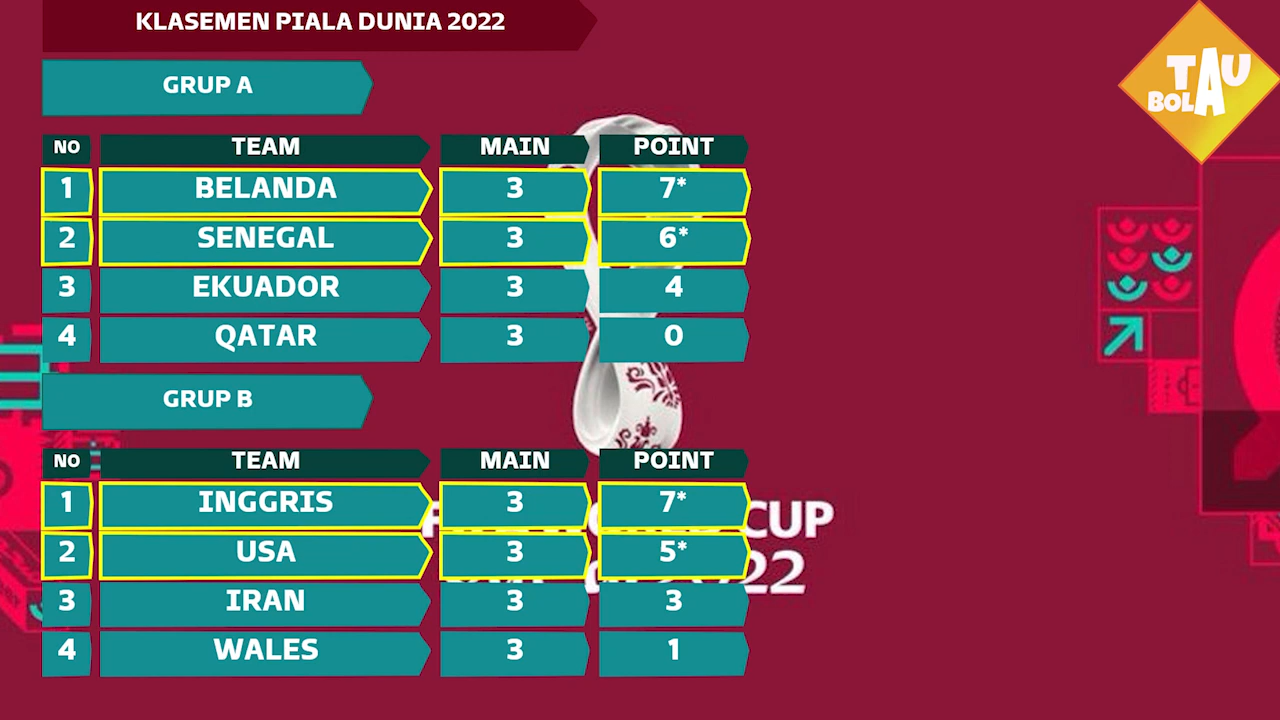 KLASEMEN PIALA DUNIA 2022
TAU
BOLA
GRUP A
NO TEAM MAIN POINT
1 BELANDA 3 7*
2 SENEGAL 3 6*
3 EKUADOR 3 4
4 QATAR 3 0
GRUP B
NO TEAM MAIN POINT
1 INGGRIS 3 7*
CUP
2 USA 3 5*
2022
3 IRAN 3 3
4 WALES 3 1